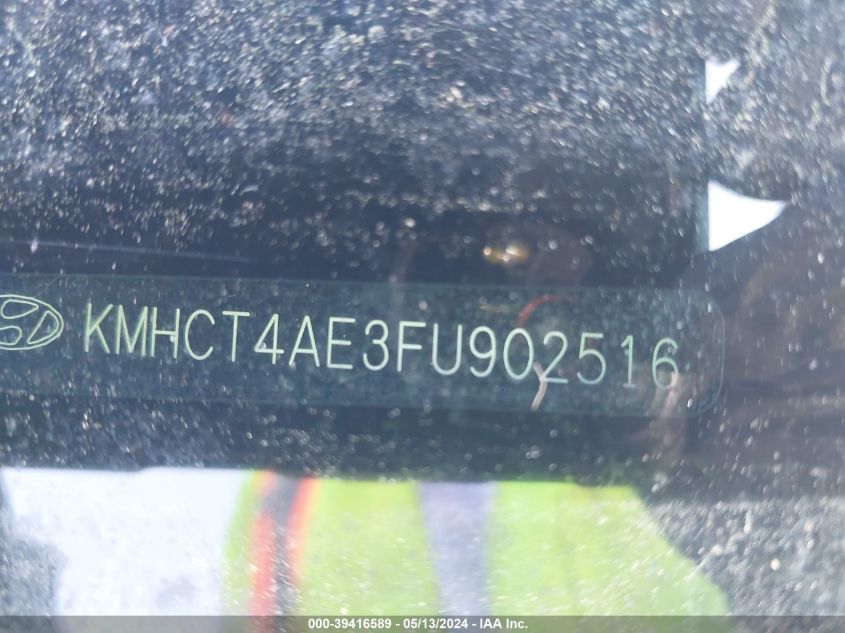 KMHCT4AE3FU902516
000-39416589 - 05/13/2024 - IAA Inc.